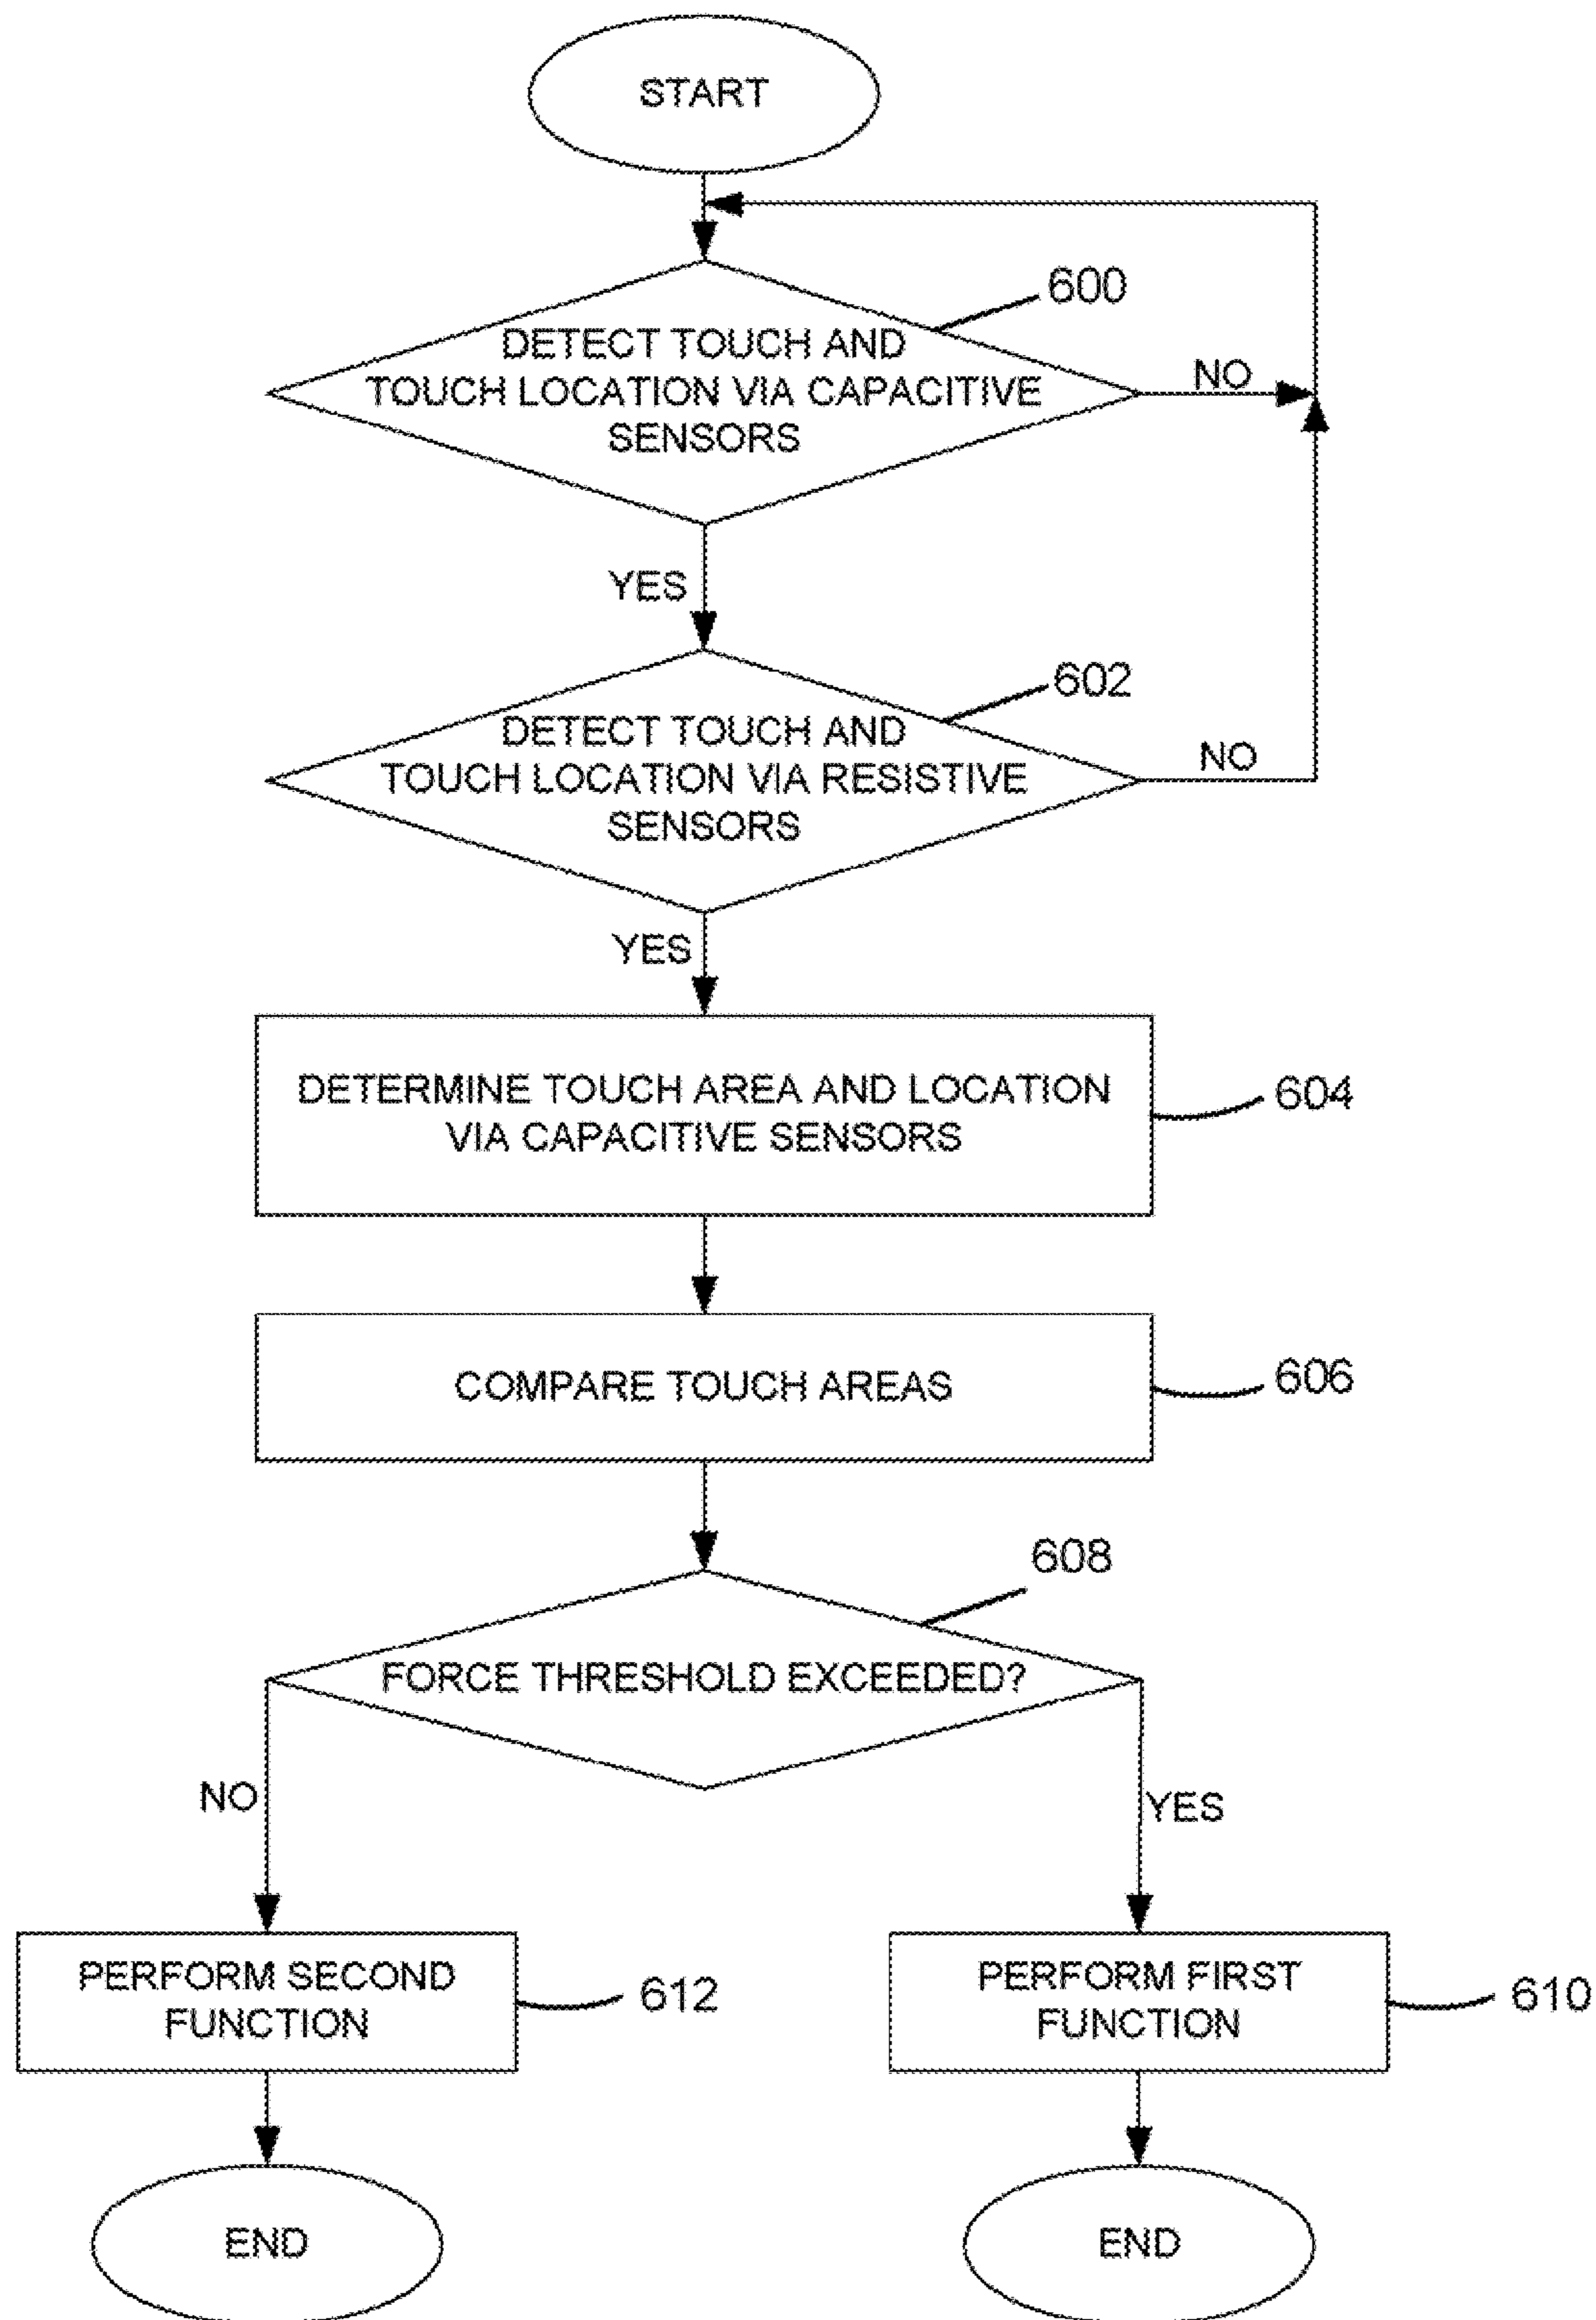 START
600
DETECT TOUCH AND
TOUCH LOCATION VIA CAPACITIVE
SENSORS
NO
YES
602
DETECT TOUCH AND
TOUCH LOCATION VIA RESISTIVE
SENSORS
NO
YES
DETERMINE TOUCH AREA AND LOCATION
VIA CAPACITIVE SENSORS
604
COMPARE TOUCH AREAS
606
608
FORCE THRESHOLD EXCEEDED?
NO
YES
PERFORM SECOND
FUNCTION
612
PERFORM FIRST
FUNCTION
610
END
END